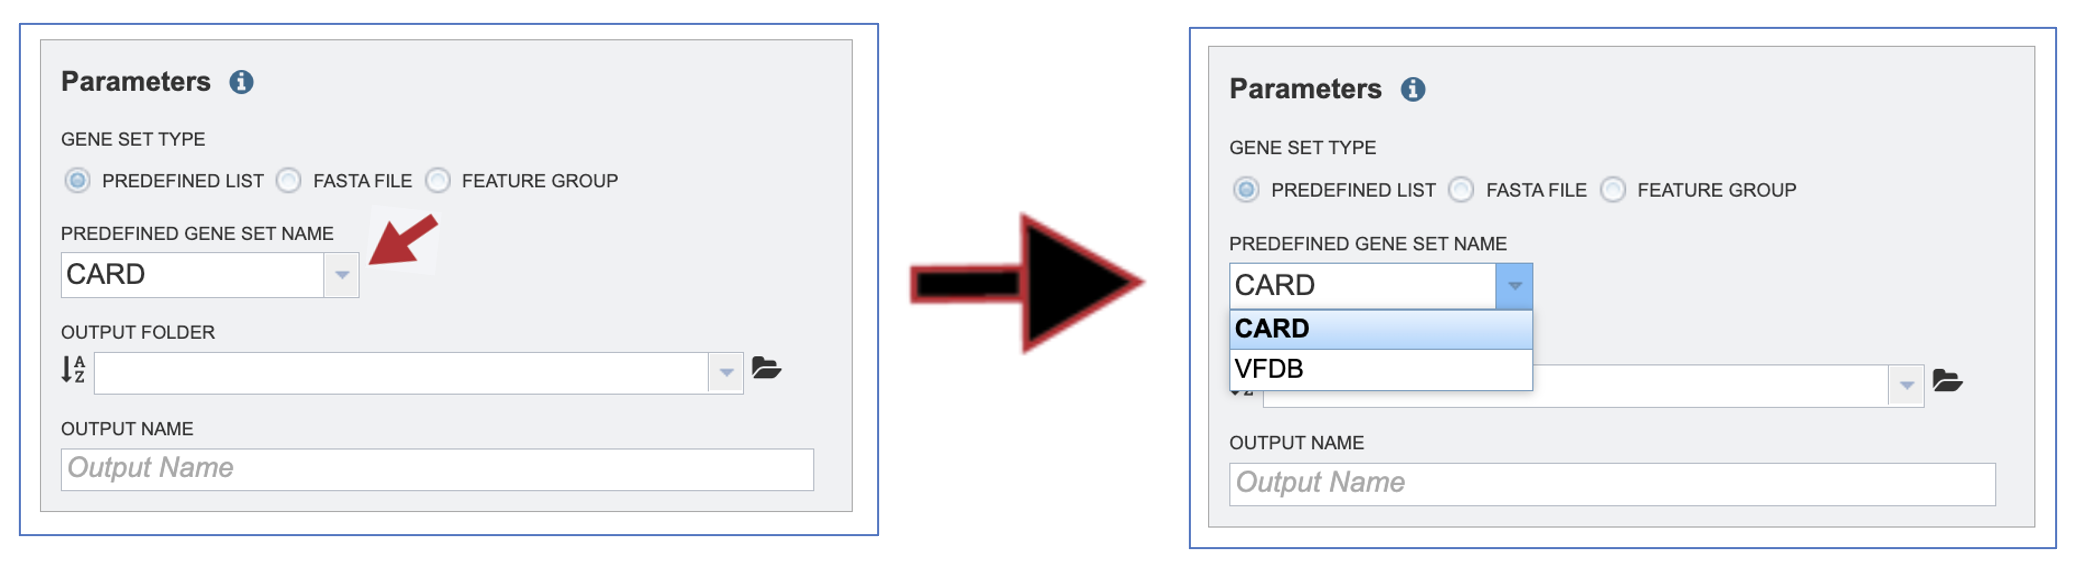 Parameters
GENE SET TYPE
PREDEFINED LIST FASTA FILE FEATURE GROUP
PREDEFINED GENE SET NAME
CARD
OUTPUT FOLDER
A
Z
OUTPUT NAME
Output Name
Parameters
GENE SET TYPE
PREDEFINED LIST FASTA FILE FEATURE GROUP
PREDEFINED GENE SET NAME
CARD
CARD
VFDB
Z
OUTPUT NAME
Output Name